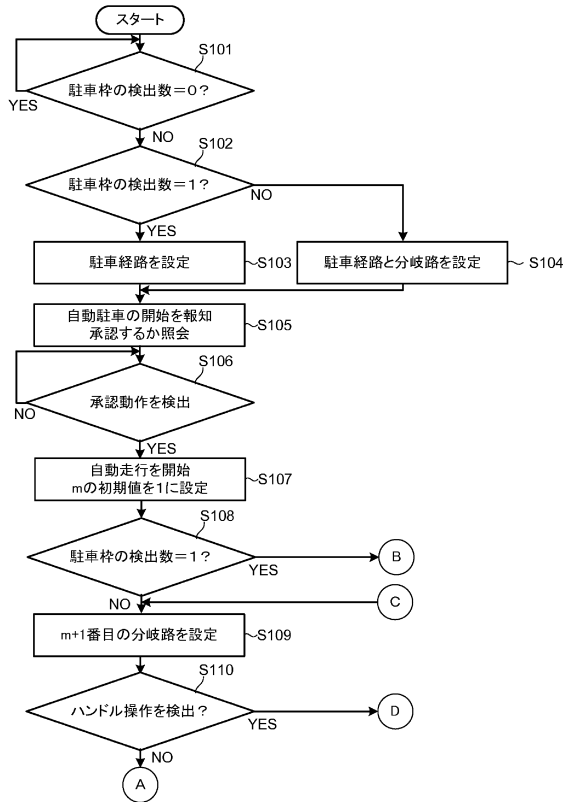 スタート
S101
駐車枠の検出数＝0？
YES
NO
S102
駐車枠の検出数＝1？
NO
YES
駐車経路を設定
S103
駐車経路と分岐路を設定
S104
自動駐車の開始を報知
承認するか照会
S105
S106
承認動作を検出
NO
YES
自動走行を開始
mの初期値を1に設定
S107
S108
駐車枠の検出数＝1？
YES
B
NO
C
m+1番目の分岐路を設定
S109
S110
ハンドル操作を検出？
YES
D
NO
A